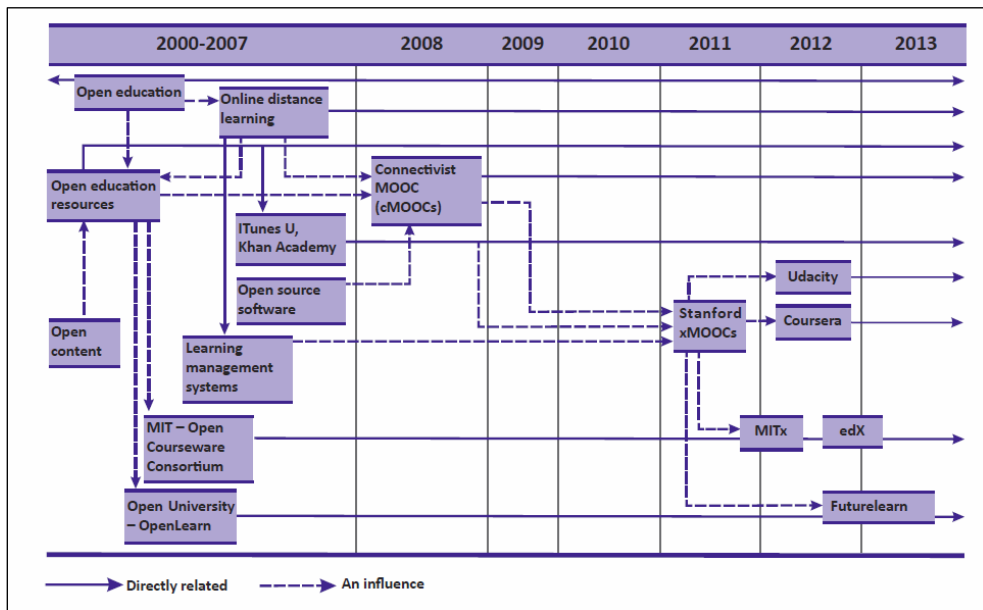 2000-2007 2008 2009 2010 2011 2012 2013
Open education
Online distance
learning
Open education
resources
Connectivist
MOOC
(cMOOCs)
ITunes U,
Khan Academy
Open source
software
Udacity
Open
content
Learning
management
systems
Stanford
xMOOCs
Coursera
MIT – Open
Courseware
Consortium
MITx
edX
Open University
– OpenLearn
Futurelearn
Directly related
An influence